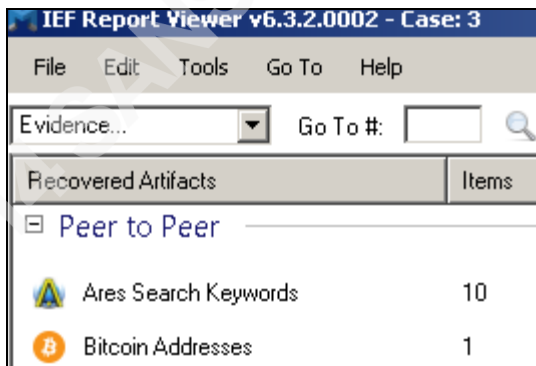 IEF Report Viewer v6.3.2.0002 - Case: 3
File Edit Tools Go To Help
Evidence... Go To #:
Recovered Artifacts Items
Peer to Peer
Ares Search Keywords 10
Bitcoin Addresses 1